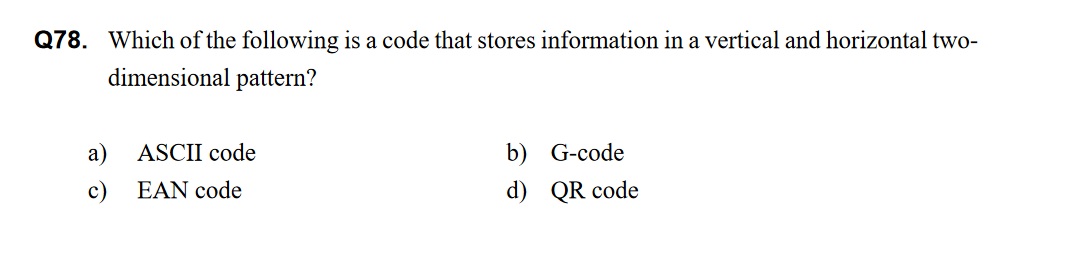 Q78. Which of the following is a code that stores information in a vertical and horizontal two-
dimensional pattern?
a) ASCII code b) G-code
c) EAN code d) QR code